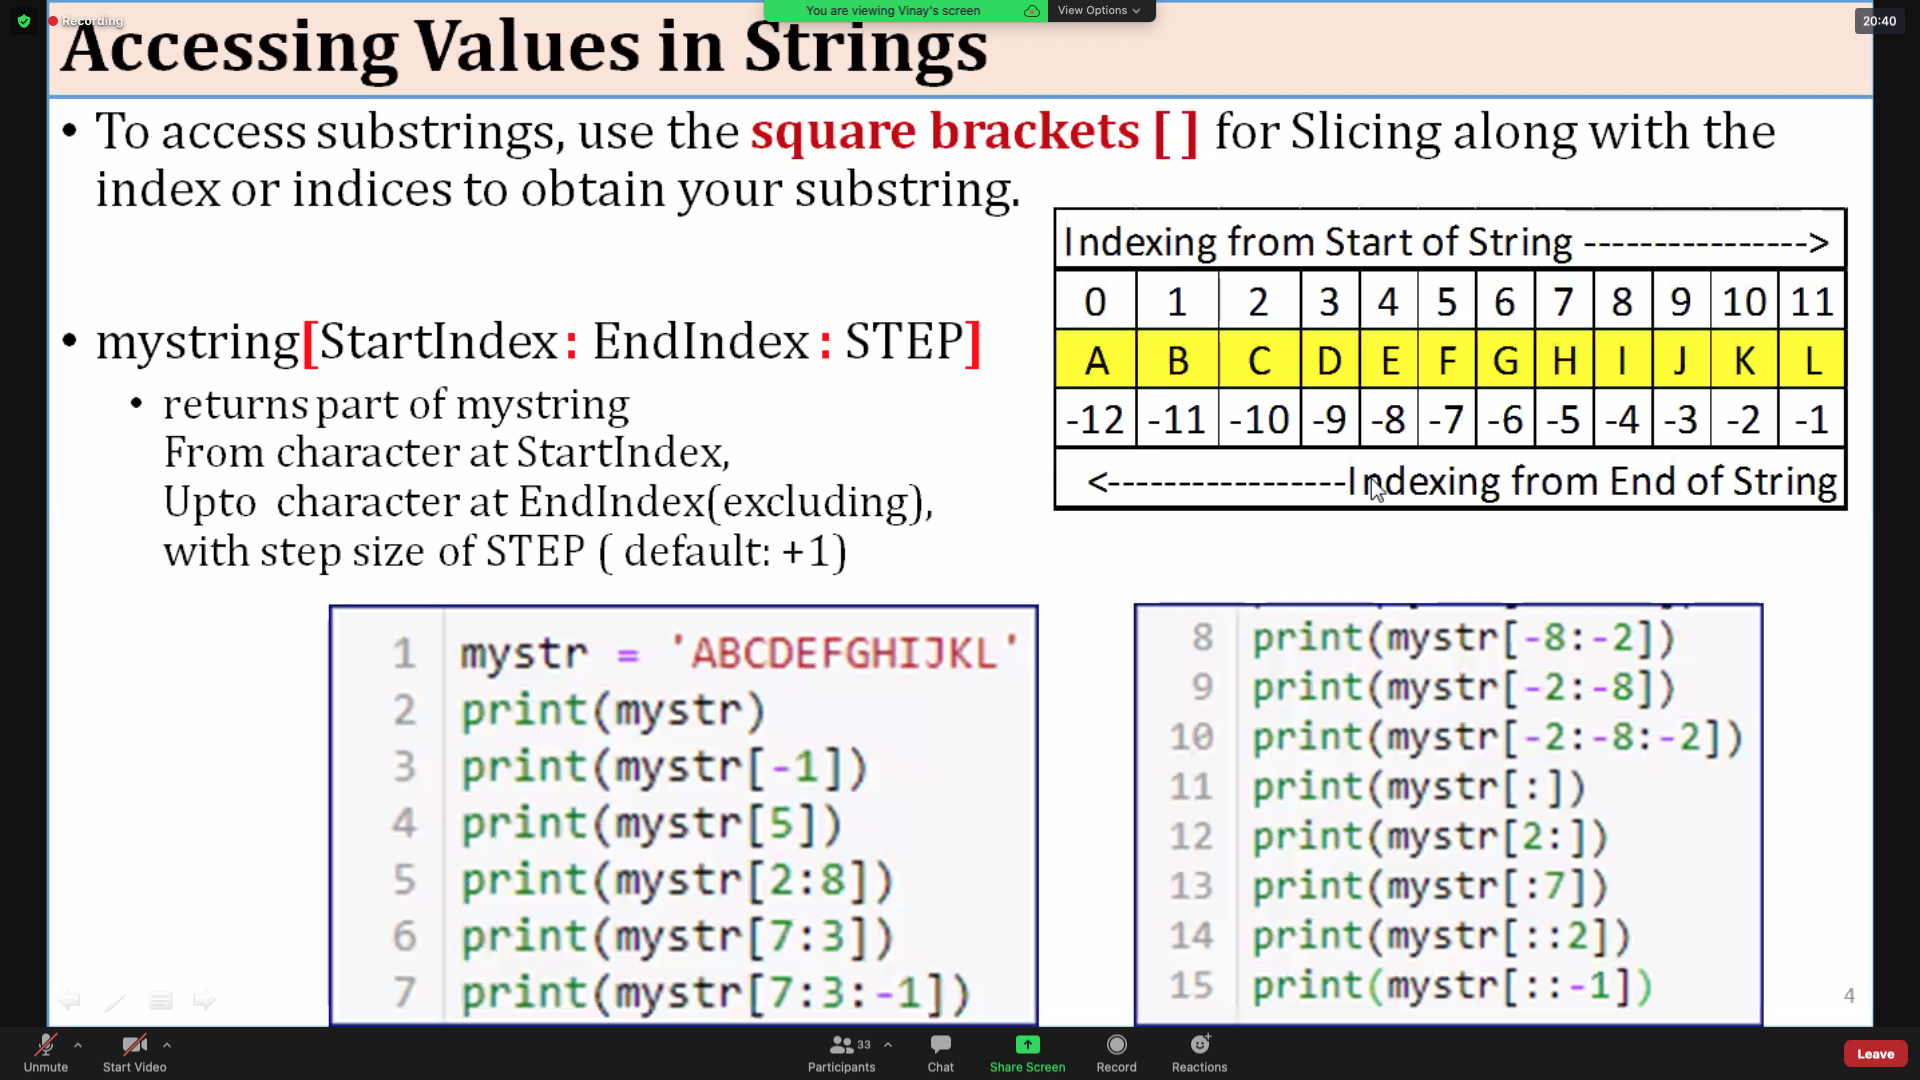 Recording
You are viewing Vinay's screen
View Options
20:40
Accessing Values in Strings
• To access substrings, use the square brackets [ ] for Slicing along with the
index or indices to obtain your substring.
• mystring[StartIndex: EndIndex: STEP]
• returns part of mystring
From character at StartIndex,
Upto character at EndIndex(excluding),
with step size of STEP ( default: +1)
Indexing from Start of String ---------------->
0 1 2 3 4 5 6 7 8 9 10 11
A B C D E F G H I J K L
-12 -11 -10 -9 -8 -7 -6 -5 -4 -3 -2 -1
<-----------------Indexing from End of String
1 mystr = 'ABCDEFGHIJKL'
2 print(mystr)
3 print(mystr[-1])
4 print(mystr[5])
5 print(mystr[2:8])
6 print(mystr[7:3])
7 print(mystr[7:3:-1])
8 print(mystr[-8:-2])
9 print(mystr[-2:-8])
10 print(mystr[-2:-8:-2])
11 print(mystr[:])
12 print(mystr[2:])
13 print(mystr[:7])
14 print(mystr[::2])
15 print(mystr[::-1])
4
Unmute
Start Video
33
Participants
Chat
Share Screen
Record
Reactions
Leave